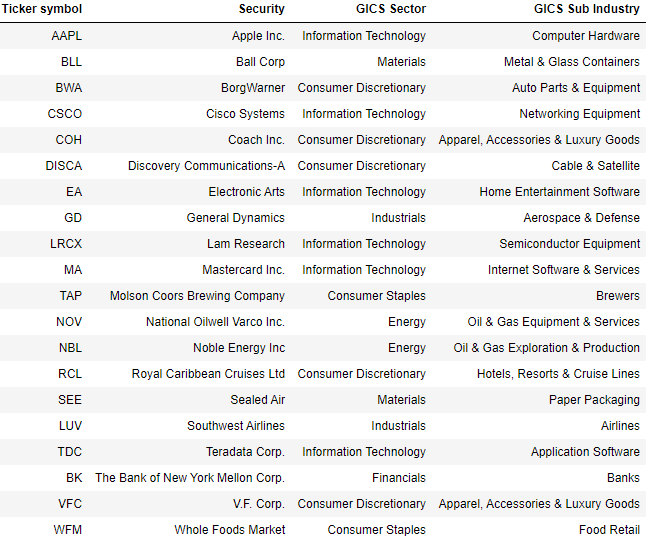 Ticker symbol Security GICS Sector GICS Sub Industry
AAPL Apple Inc. Information Technology Computer Hardware
BLL Ball Corp Materials Metal & Glass Containers
BWA BorgWarner Consumer Discretionary Auto Parts & Equipment
CSCO Cisco Systems Information Technology Networking Equipment
COH Coach Inc. Consumer Discretionary Apparel, Accessories & Luxury Goods
DISCA Discovery Communications-A Consumer Discretionary Cable & Satellite
EA Electronic Arts Information Technology Home Entertainment Software
GD General Dynamics Industrials Aerospace & Defense
LRCX Lam Research Information Technology Semiconductor Equipment
MA Mastercard Inc. Information Technology Internet Software & Services
TAP Molson Coors Brewing Company Consumer Staples Brewers
NOV National Oilwell Varco Inc. Energy Oil & Gas Equipment & Services
NBL Noble Energy Inc Energy Oil & Gas Exploration & Production
RCL Royal Caribbean Cruises Ltd Consumer Discretionary Hotels, Resorts & Cruise Lines
SEE Sealed Air Materials Paper Packaging
LUV Southwest Airlines Industrials Airlines
TDC Teradata Corp. Information Technology Application Software
BK The Bank of New York Mellon Corp. Financials Banks
VFC V.F. Corp. Consumer Discretionary Apparel, Accessories & Luxury Goods
WFM Whole Foods Market Consumer Staples Food Retail